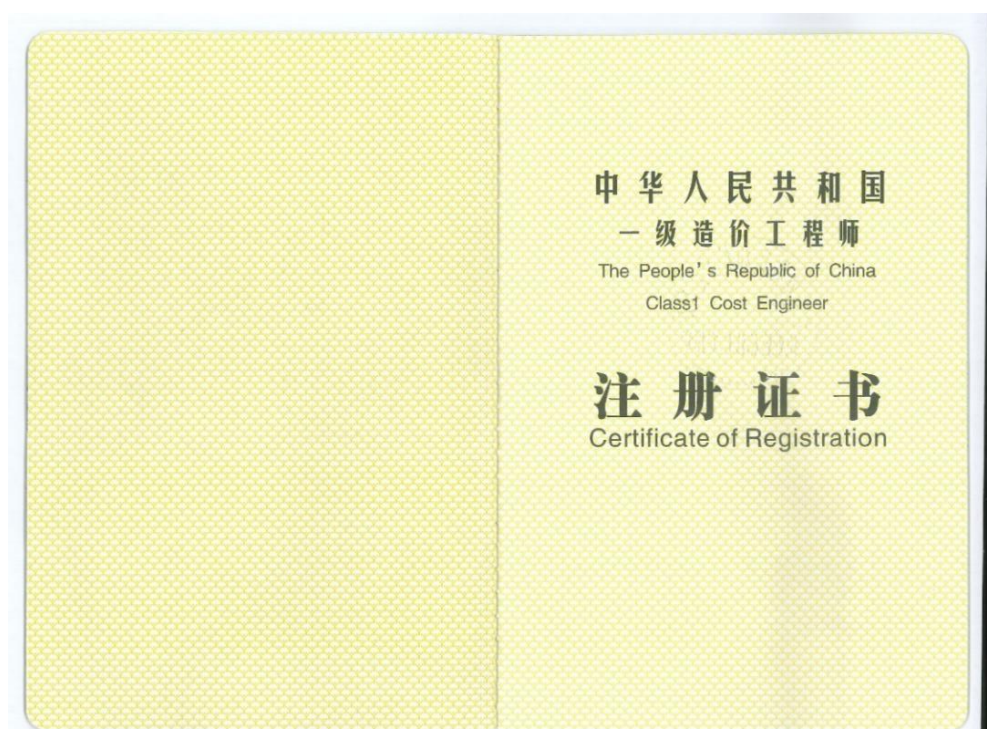 中华人民共和国
一级造价工程师
The People's Republic of China
Class1 Cost Engineer
注册证书
Certificate of Registration